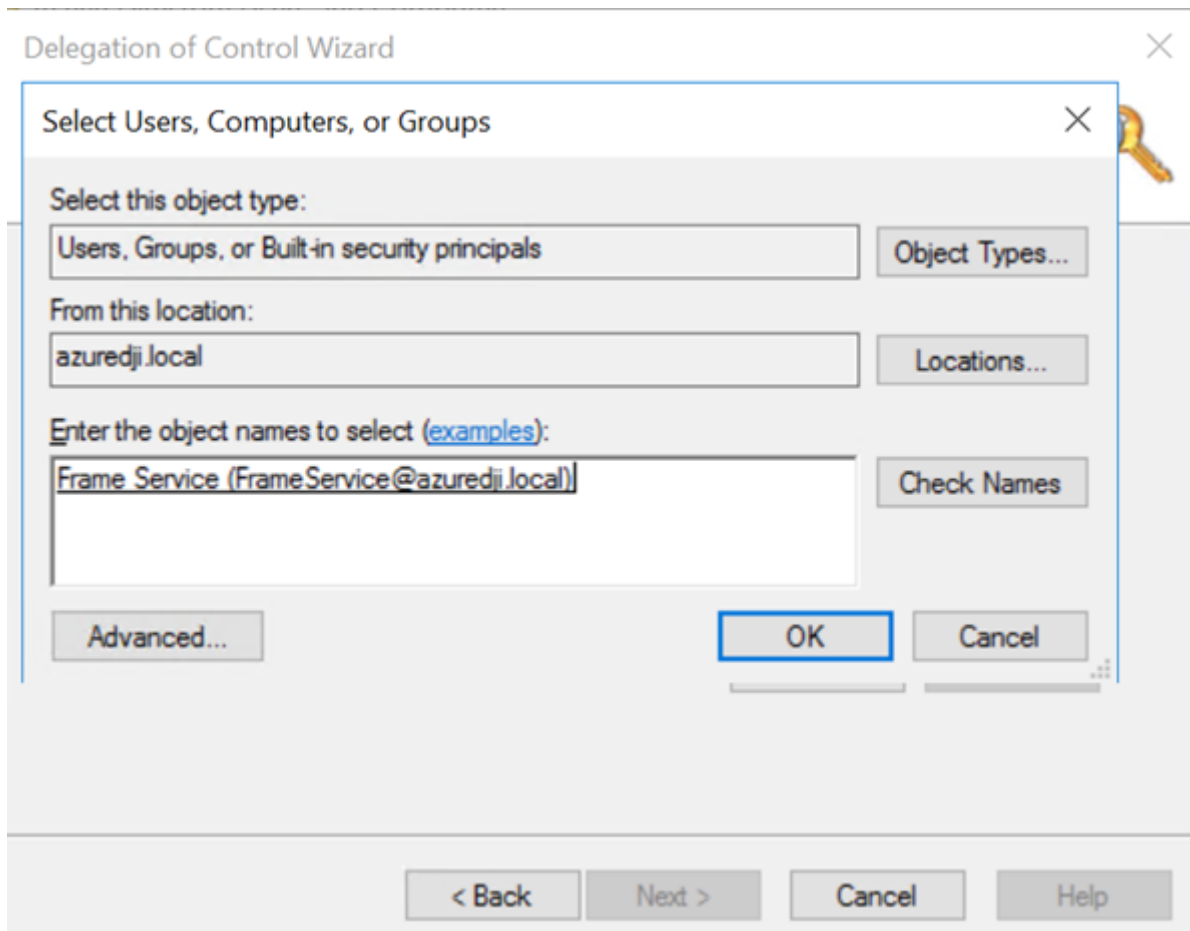 Delegation of Control Wizard
Select Users, Computers, or Groups
Select this object type:
Users, Groups, or Built-in security principals
Object Types...
From this location:
azuredji.local
Locations...
Enter the object names to select (examples):
Frame Service (FrameService@azuredji.local)
Check Names
Advanced...
OK
Cancel
< Back
Next >
Cancel
Help